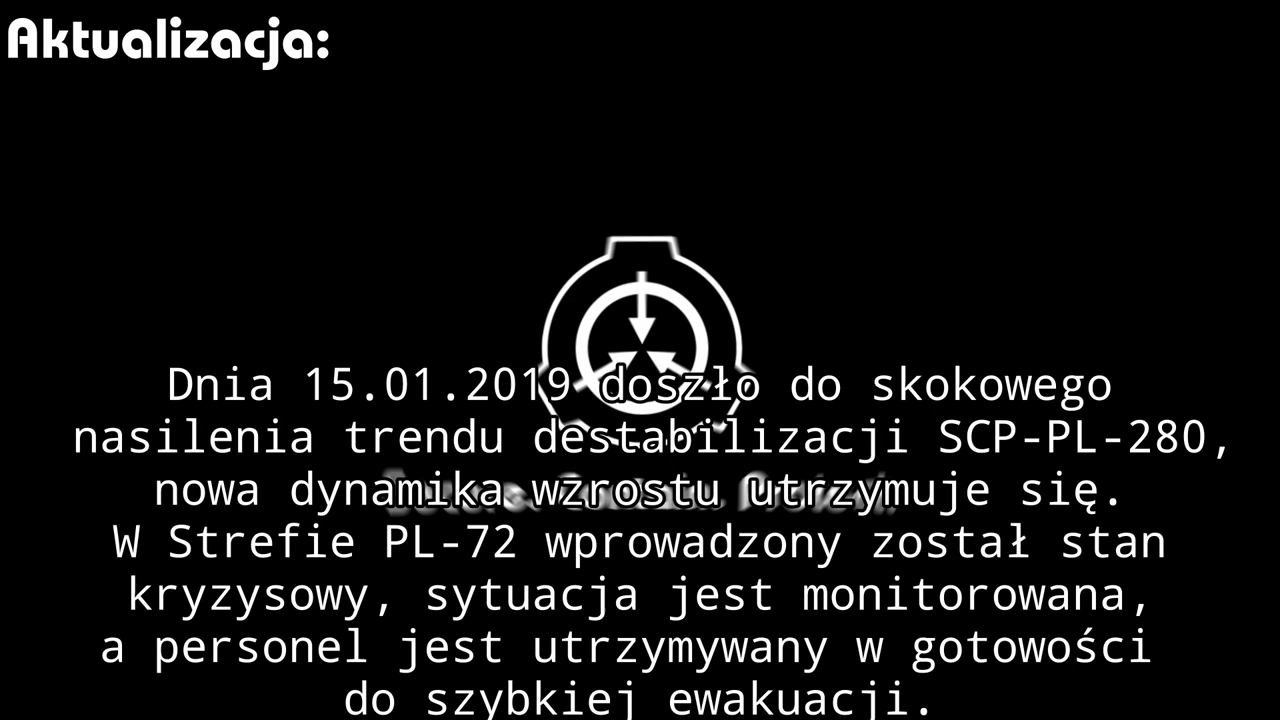 Aktualizacja:
Dnia 15.01.2019 doszło do skokowego
nasilenia trendu destabilizacji SCP-PL-280,
nowa dynamika wzrostu utrzymuje się.
W Strefie PL-72 wprowadzony został stan
kryzysowy, sytuacja jest monitorowana,
a personel jest utrzymywany w gotowości
do szybkiej ewakuacji.